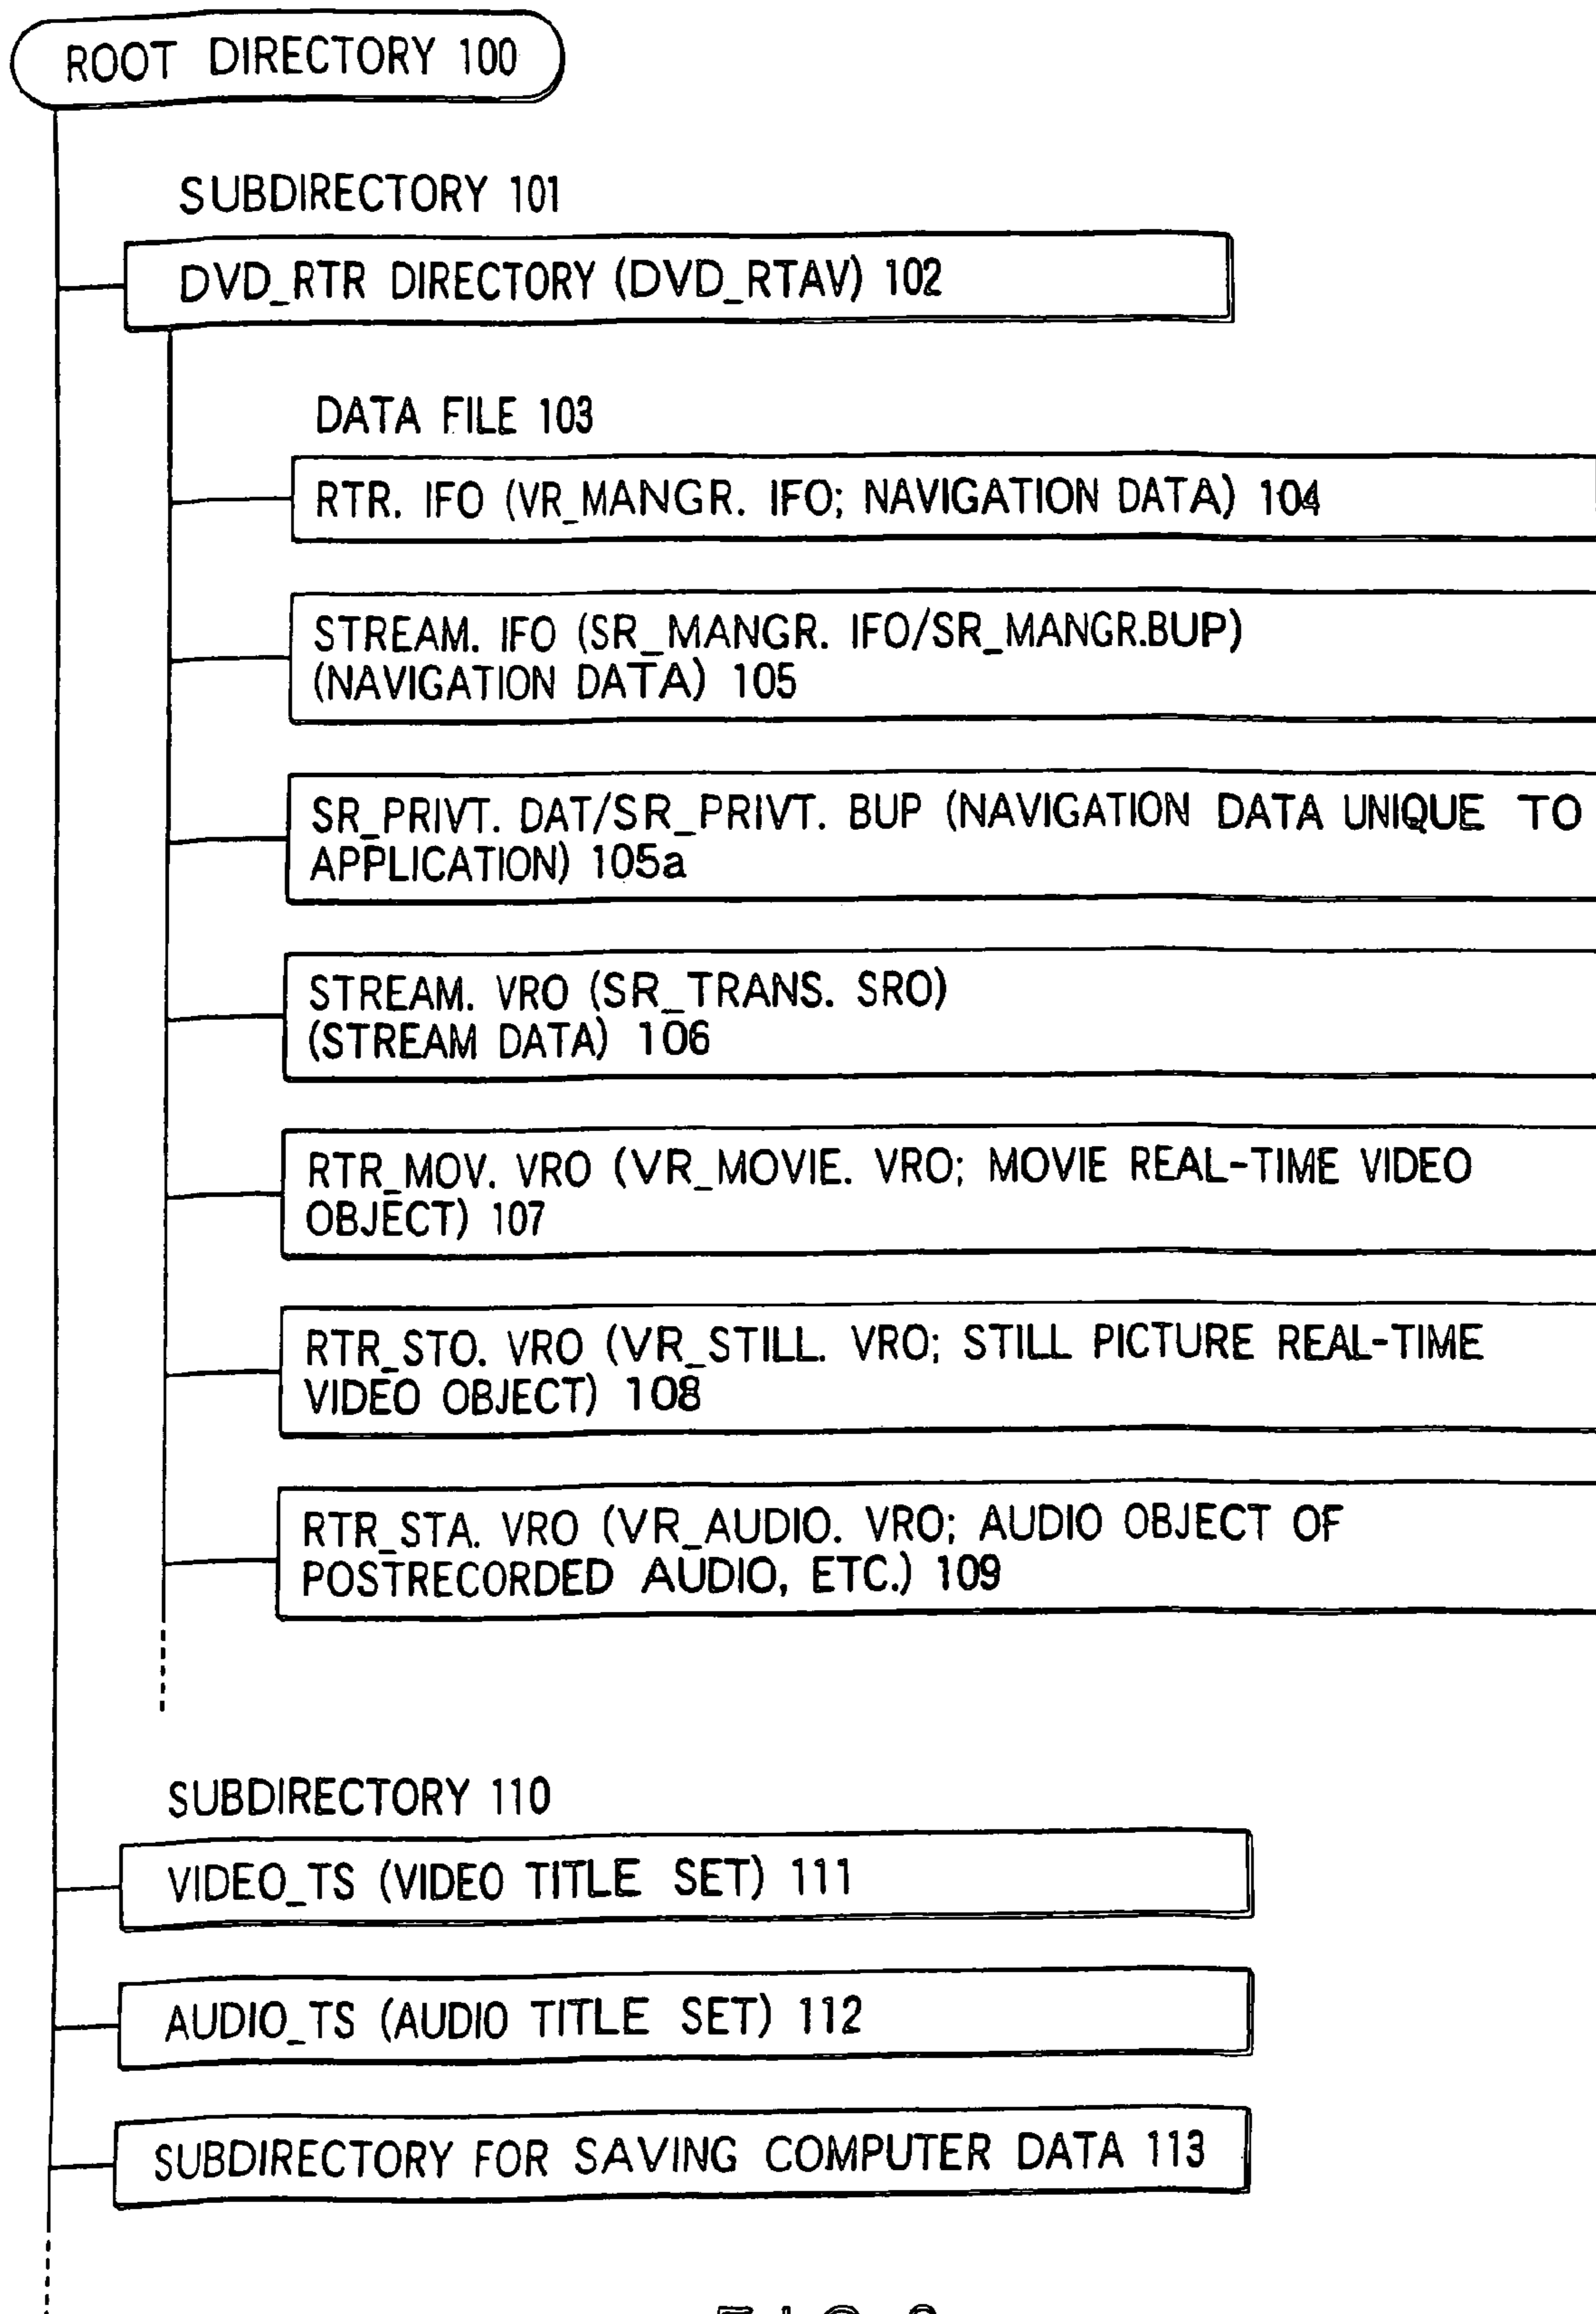 ROOT DIRECTORY 100
SUBDIRECTORY 101
DVD_RTR DIRECTORY (DVD_RTAV) 102
DATA FILE 103
RTR. IFO (VR_MANGR. IFO; NAVIGATION DATA) 104
STREAM. IFO (SR_MANGR. IFO/SR_MANGR.BUP)
(NAVIGATION DATA) 105
SR_PRIVT. DAT/SR_PRIVT. BUP (NAVIGATION DATA UNIQUE TO
APPLICATION) 105a
STREAM. VRO (SR_TRANS. SRO)
(STREAM DATA) 106
RTR_MOV. VRO (VR_MOVIE. VRO; MOVIE REAL-TIME VIDEO
OBJECT) 107
RTR_STO. VRO (VR_STILL. VRO; STILL PICTURE REAL-TIME
VIDEO OBJECT) 108
RTR_STA. VRO (VR_AUDIO. VRO; AUDIO OBJECT OF
POSTRECORDED AUDIO, ETC.) 109
SUBDIRECTORY 110
VIDEO_TS (VIDEO TITLE SET) 111
AUDIO_TS (AUDIO TITLE SET) 112
SUBDIRECTORY FOR SAVING COMPUTER DATA 113